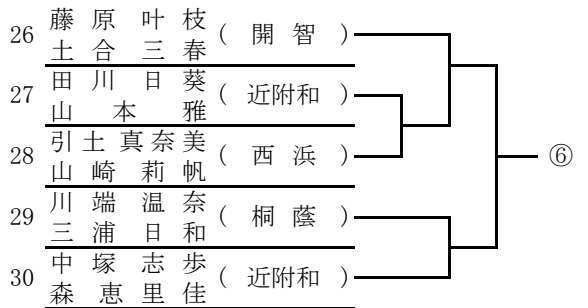 26 藤原叶枝 (開智)
土合三春
27 田川日葵 (近附和)
山本雅
28 引土真奈美 (西浜)
山崎莉帆
29 川端温奈 (桐蔭)
三浦日和
30 中塚志歩 (近附和)
森恵里佳
⑥